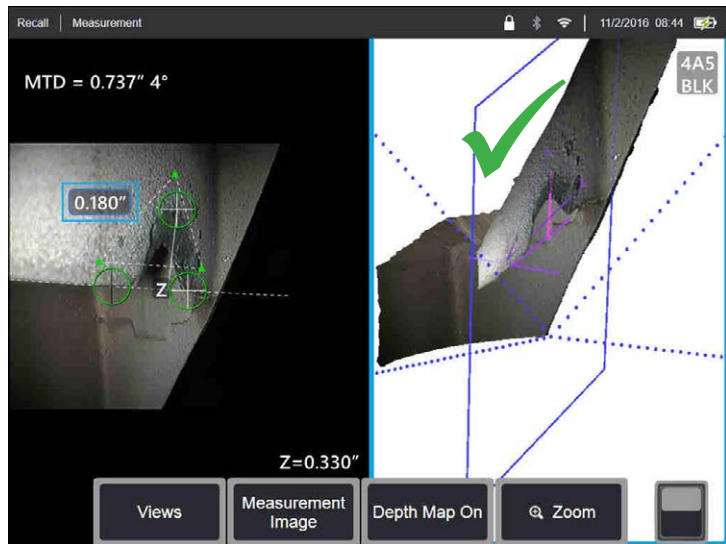 Recall | Measurement
11/2/2016 08:44
MTD = 0.737" 4°
4A5
BLK
0.180"
Z
Z=0.330"
Views
Measurement
Image
Depth Map On
Zoom